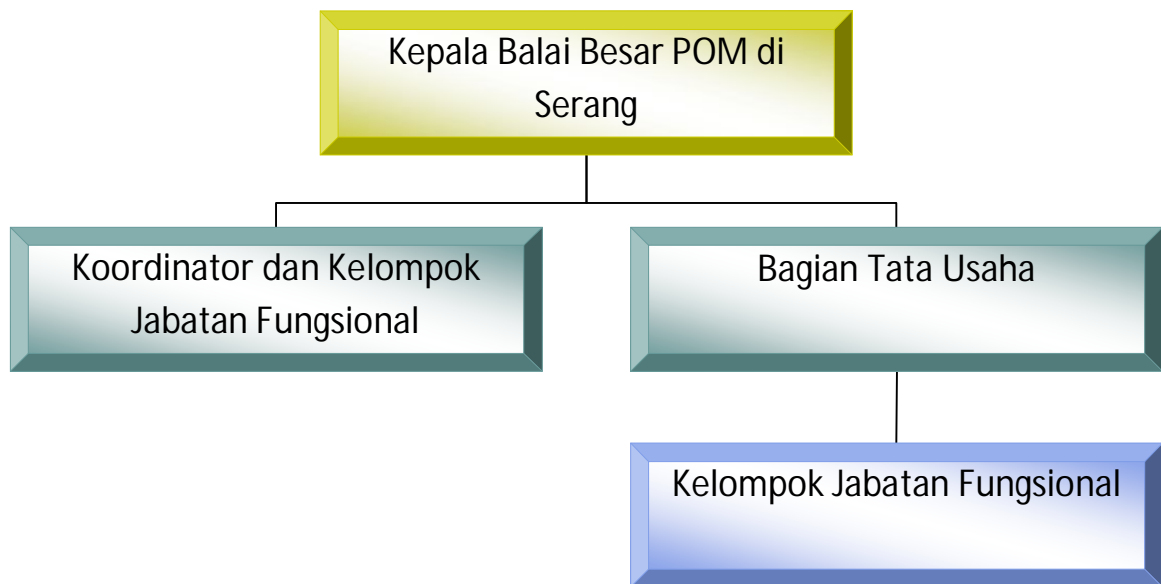 Kepala Balai Besar POM di
Serang
Koordinator dan Kelompok
Jabatan Fungsional
Bagian Tata Usaha
Kelompok Jabatan Fungsional